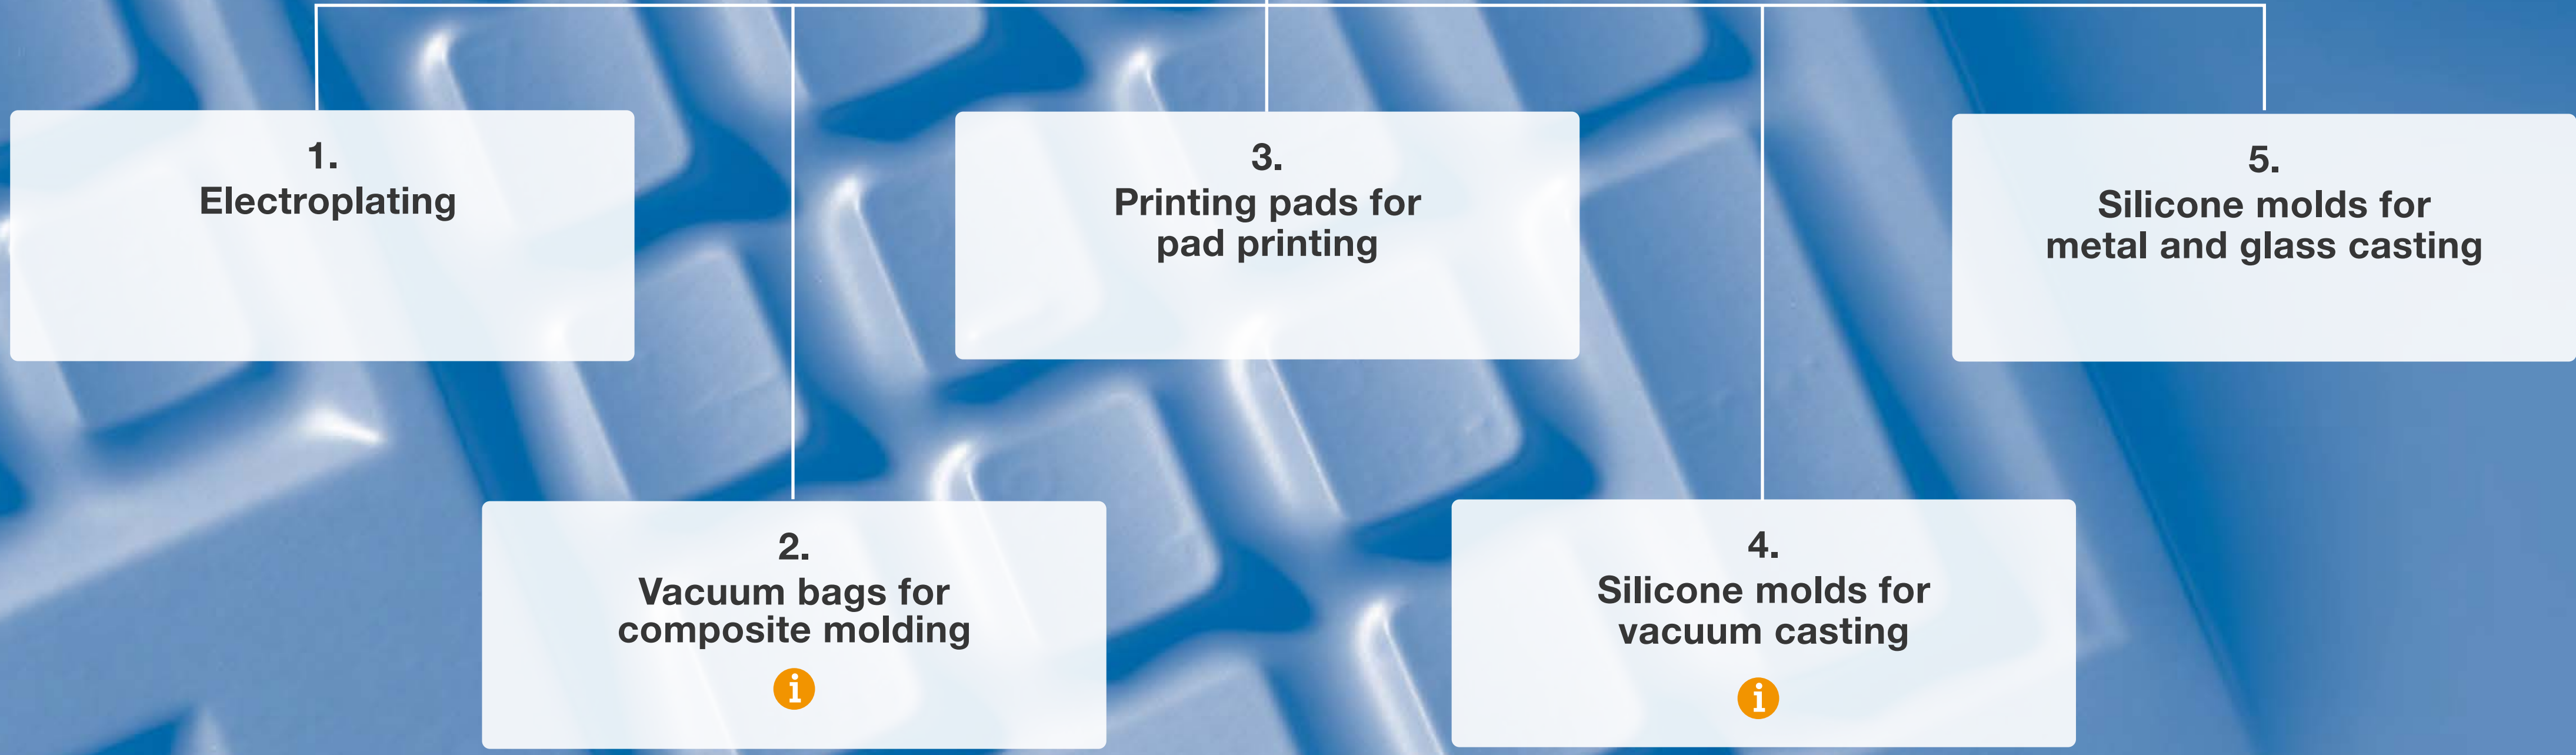 1.
Electroplating
2.
Vacuum bags for
composite molding
i
3.
Printing pads for
pad printing
4.
Silicone molds for
vacuum casting
i
5.
Silicone molds for
metal and glass casting